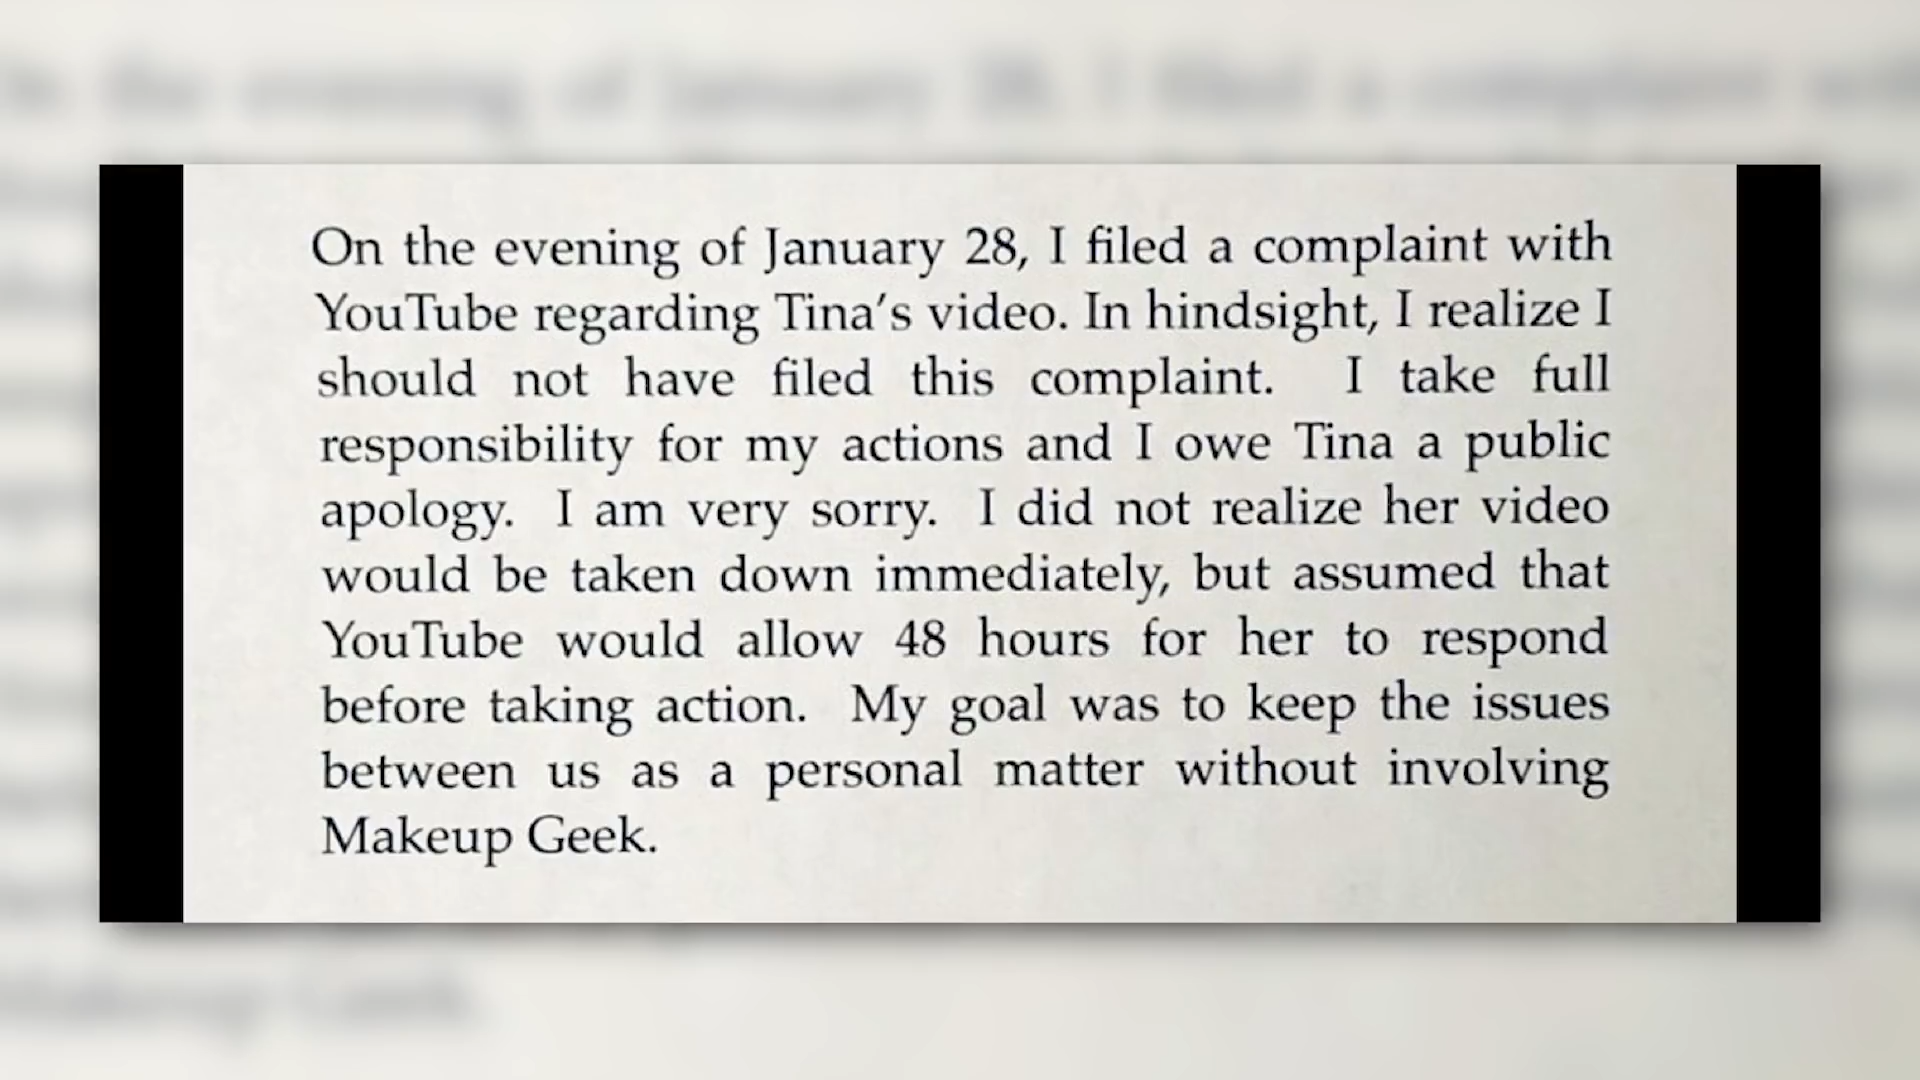 On the evening of January 28, I filed a complaint with
YouTube regarding Tina's video. In hindsight, I realize I
should not have filed this complaint. I take full
responsibility for my actions and I owe Tina a public
apology. I am very sorry. I did not realize her video
would be taken down immediately, but assumed that
YouTube would allow 48 hours for her to respond
before taking action. My goal was to keep the issues
between us as a personal matter without involving
Makeup Geek.